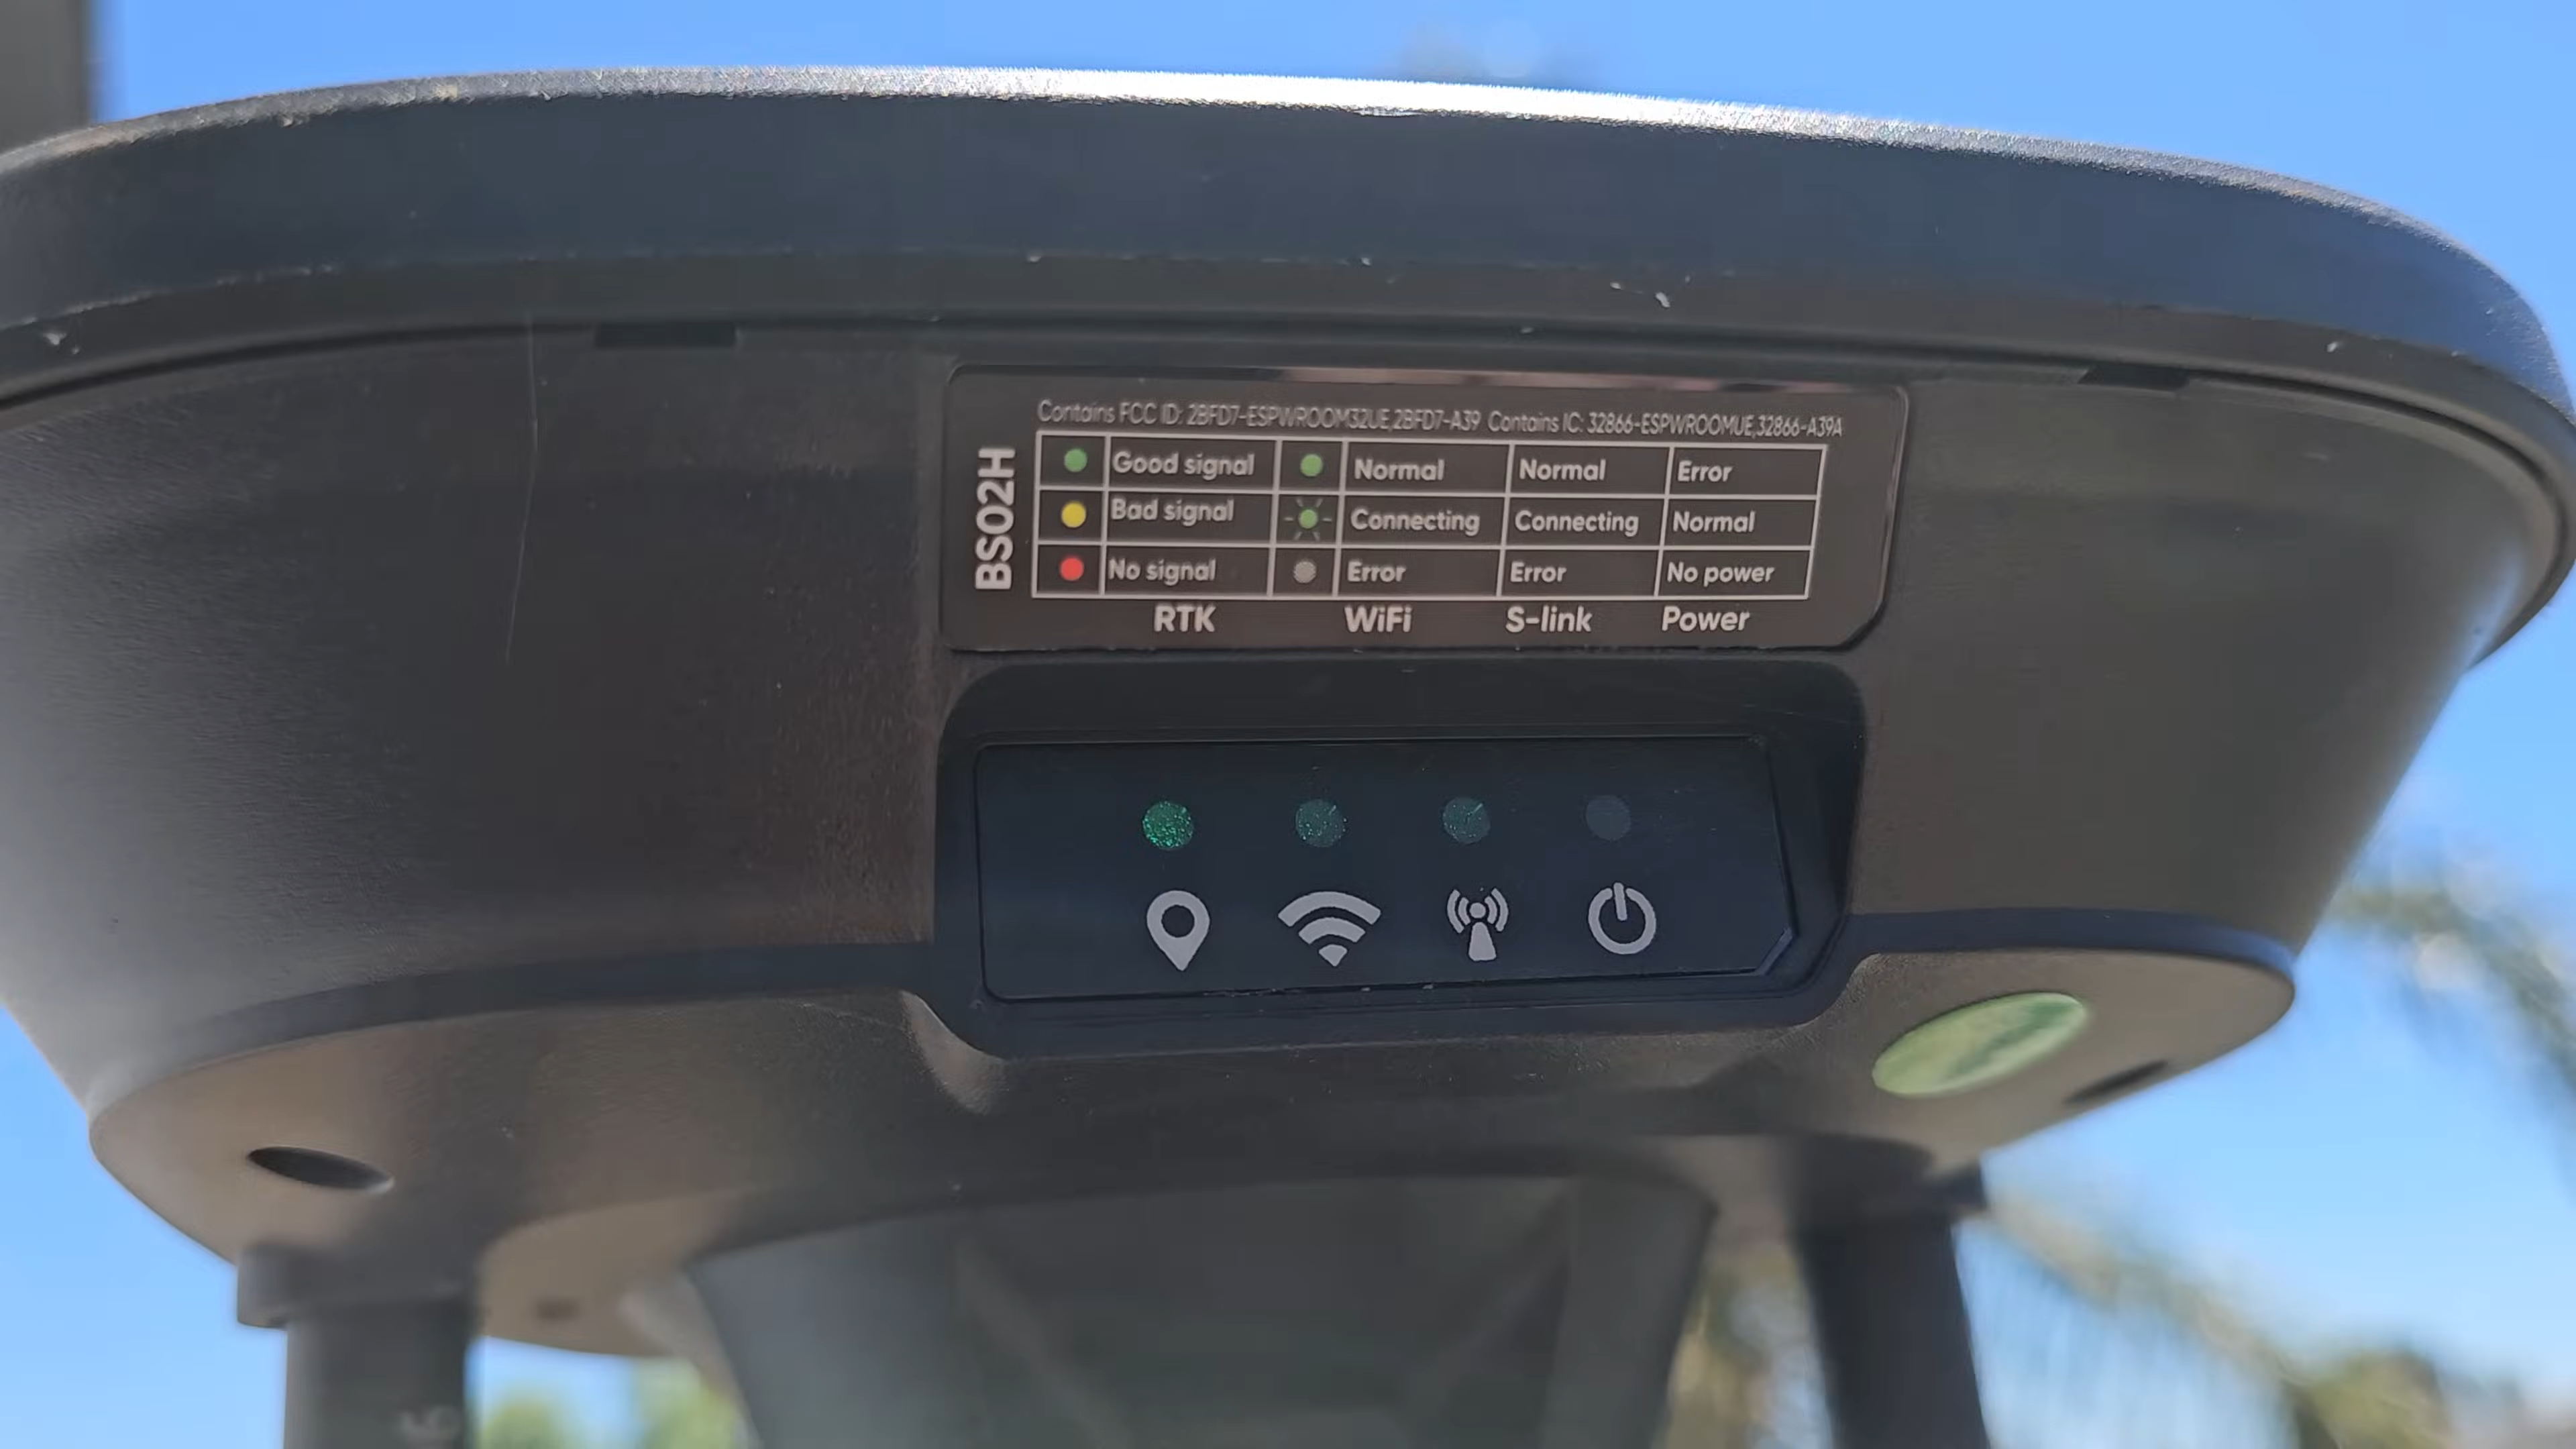 Contains FCC ID: 2BFD7-ESPWROOM32UE,2BFD7-A39 Contains IC: 32866-ESPWROOMUE,32866-A39A
BS02H
Good signal Normal Normal Error
Bad signal Connecting Connecting Normal
No signal Error Error No power
RTK WiFi S-link Power